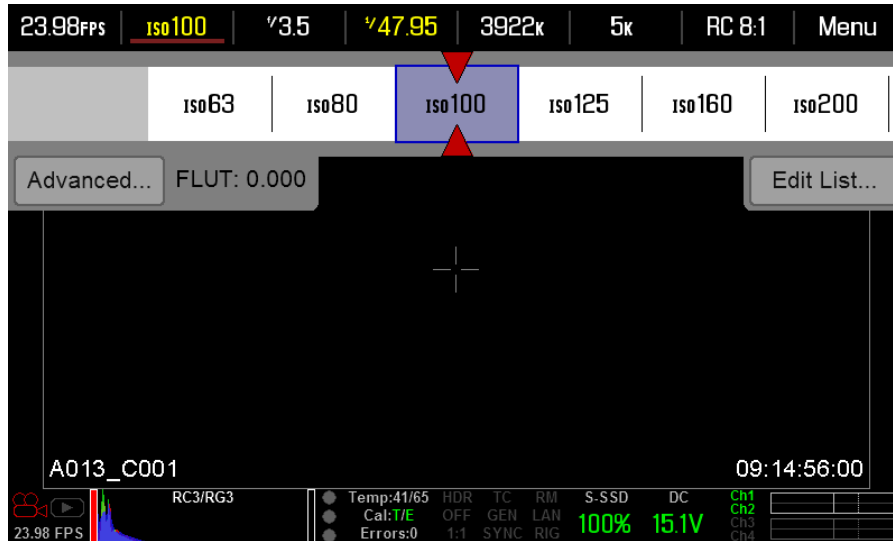 23.98FPS ISO100 f/3.5 1/47.95 3922K 5K RC 8:1 Menu
ISO63 ISO80 ISO100 ISO125 ISO160 ISO200
Advanced... FLUT: 0.000 Edit List...
A013_C001 09:14:56:00
RC3/RG3 Temp:41/65 HDR TC RM S-SSD DC Ch1
Cal:T/E OFF GEN LAN 100% 15.1V Ch2
23.98 FPS Errors:0 1:1 SYNC RIG Ch3
Ch4